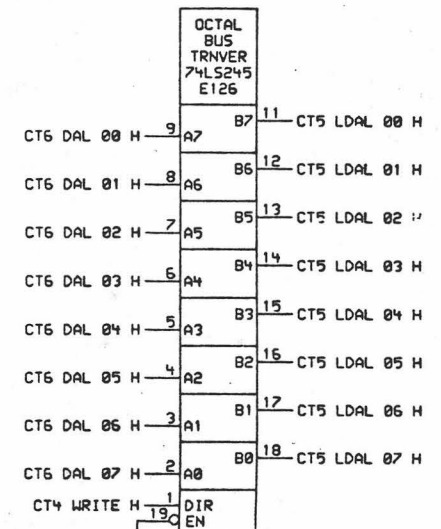 OCTAL
BUS
TRNVER
74LS245
E126
B7 11 CT5 LDAL 00 H
CT6 DAL 00 H 9 A7
B6 12 CT5 LDAL 01 H
CT6 DAL 01 H 8 A6
B5 13 CT5 LDAL 02
CT6 DAL 02 H 7 A5
B4 14 CT5 LDAL 03 H
CT6 DAL 03 H 6 A4
B3 15 CT5 LDAL 04 H
CT6 DAL 04 H 5 A3
B2 16 CT5 LDAL 05 H
CT6 DAL 05 H 4 A2
B1 17 CT5 LDAL 06 H
CT6 DAL 06 H 3 A1
B0 18 CT5 LDAL 07 H
CT6 DAL 07 H 2 A0
CT4 WRITE H 1 DIR
19 EN